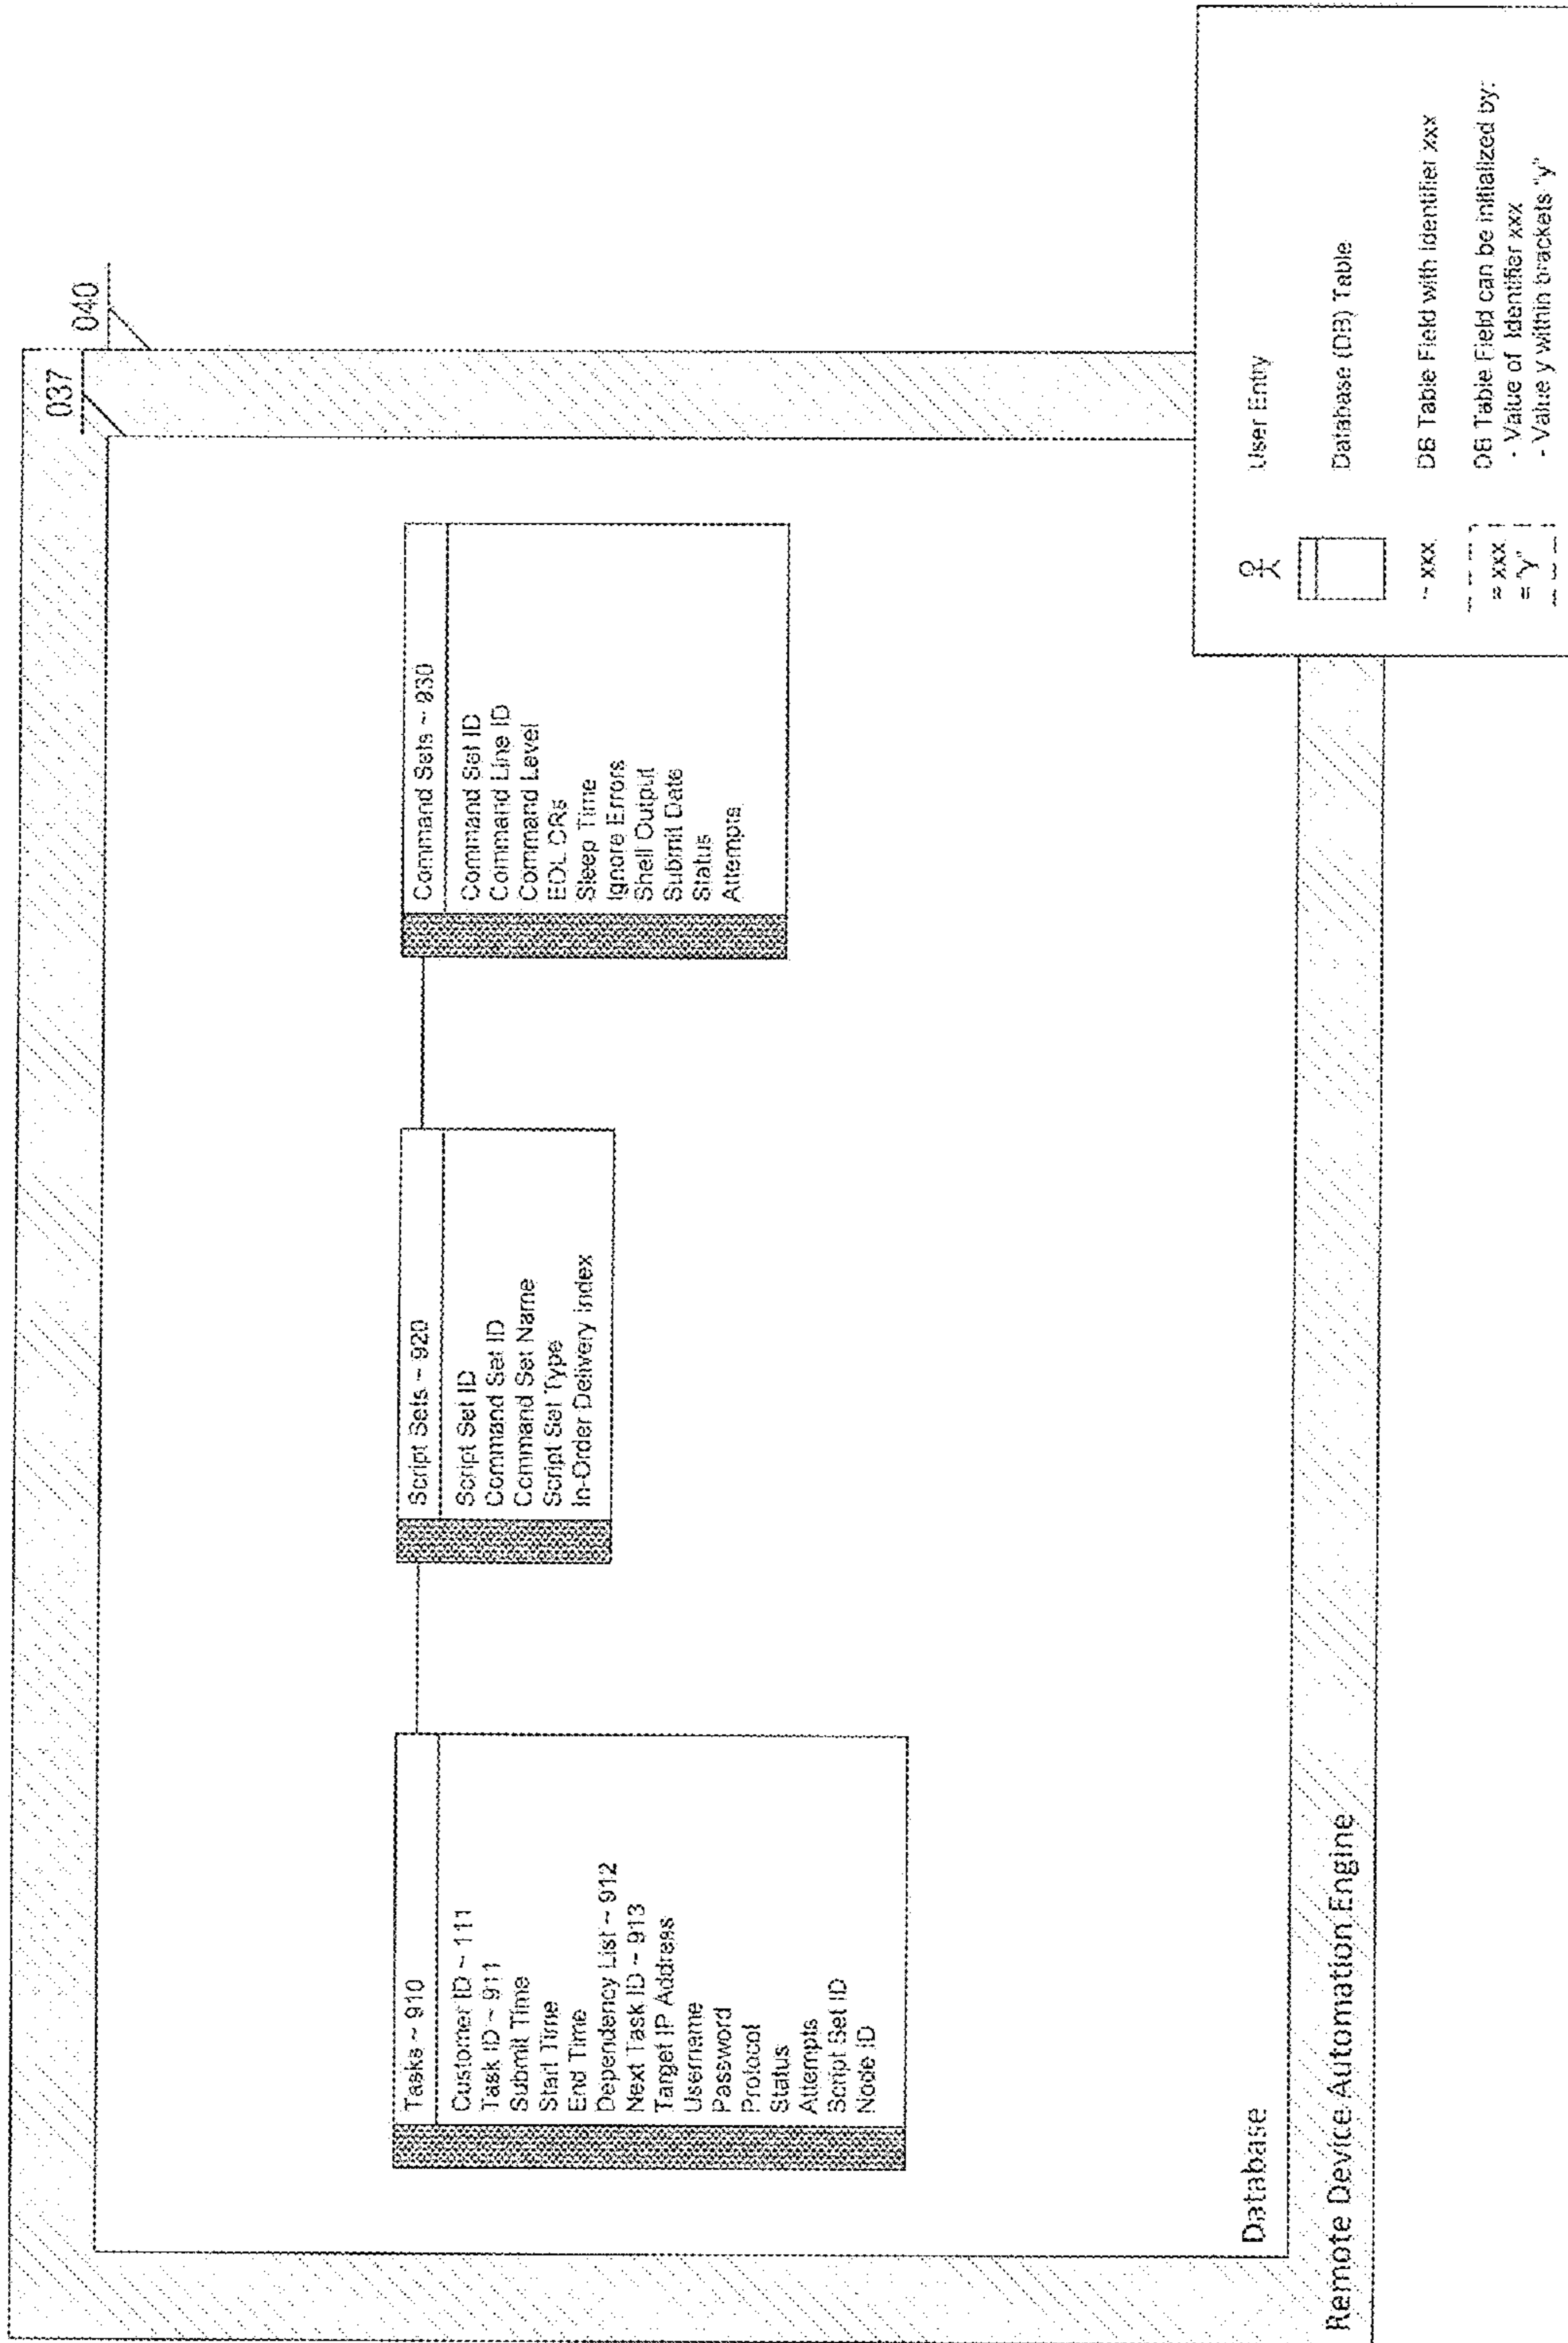 037
040
Tasks ~ 910
Customer ID ~ 111
Task ID ~ 911
Submit Time
Start Time
End Time
Dependency List ~ 912
Next Task ID ~ 913
Target IP Address
Username
Password
Protocol
Status
Attempts
Script Set ID
Node ID
Script Sets ~ 920
Script Set ID
Command Set ID
Command Set Name
Script Set Type
In-Order Delivery Index
Command Sets ~ 930
Command Set ID
Command Line ID
Command Level
EOL CRs
Sleep Time
Ignore Errors
Shell Output
Submit Date
Status
Attempts
Database
Remote Device Automation Engine
User Entry
Database (DB) Table
~ xxx DB Table Field with Identifier xxx
= xxx
= "y"
DB Table Field can be initialized by:
- Value of Identifier xxx
- Value y within brackets "y"